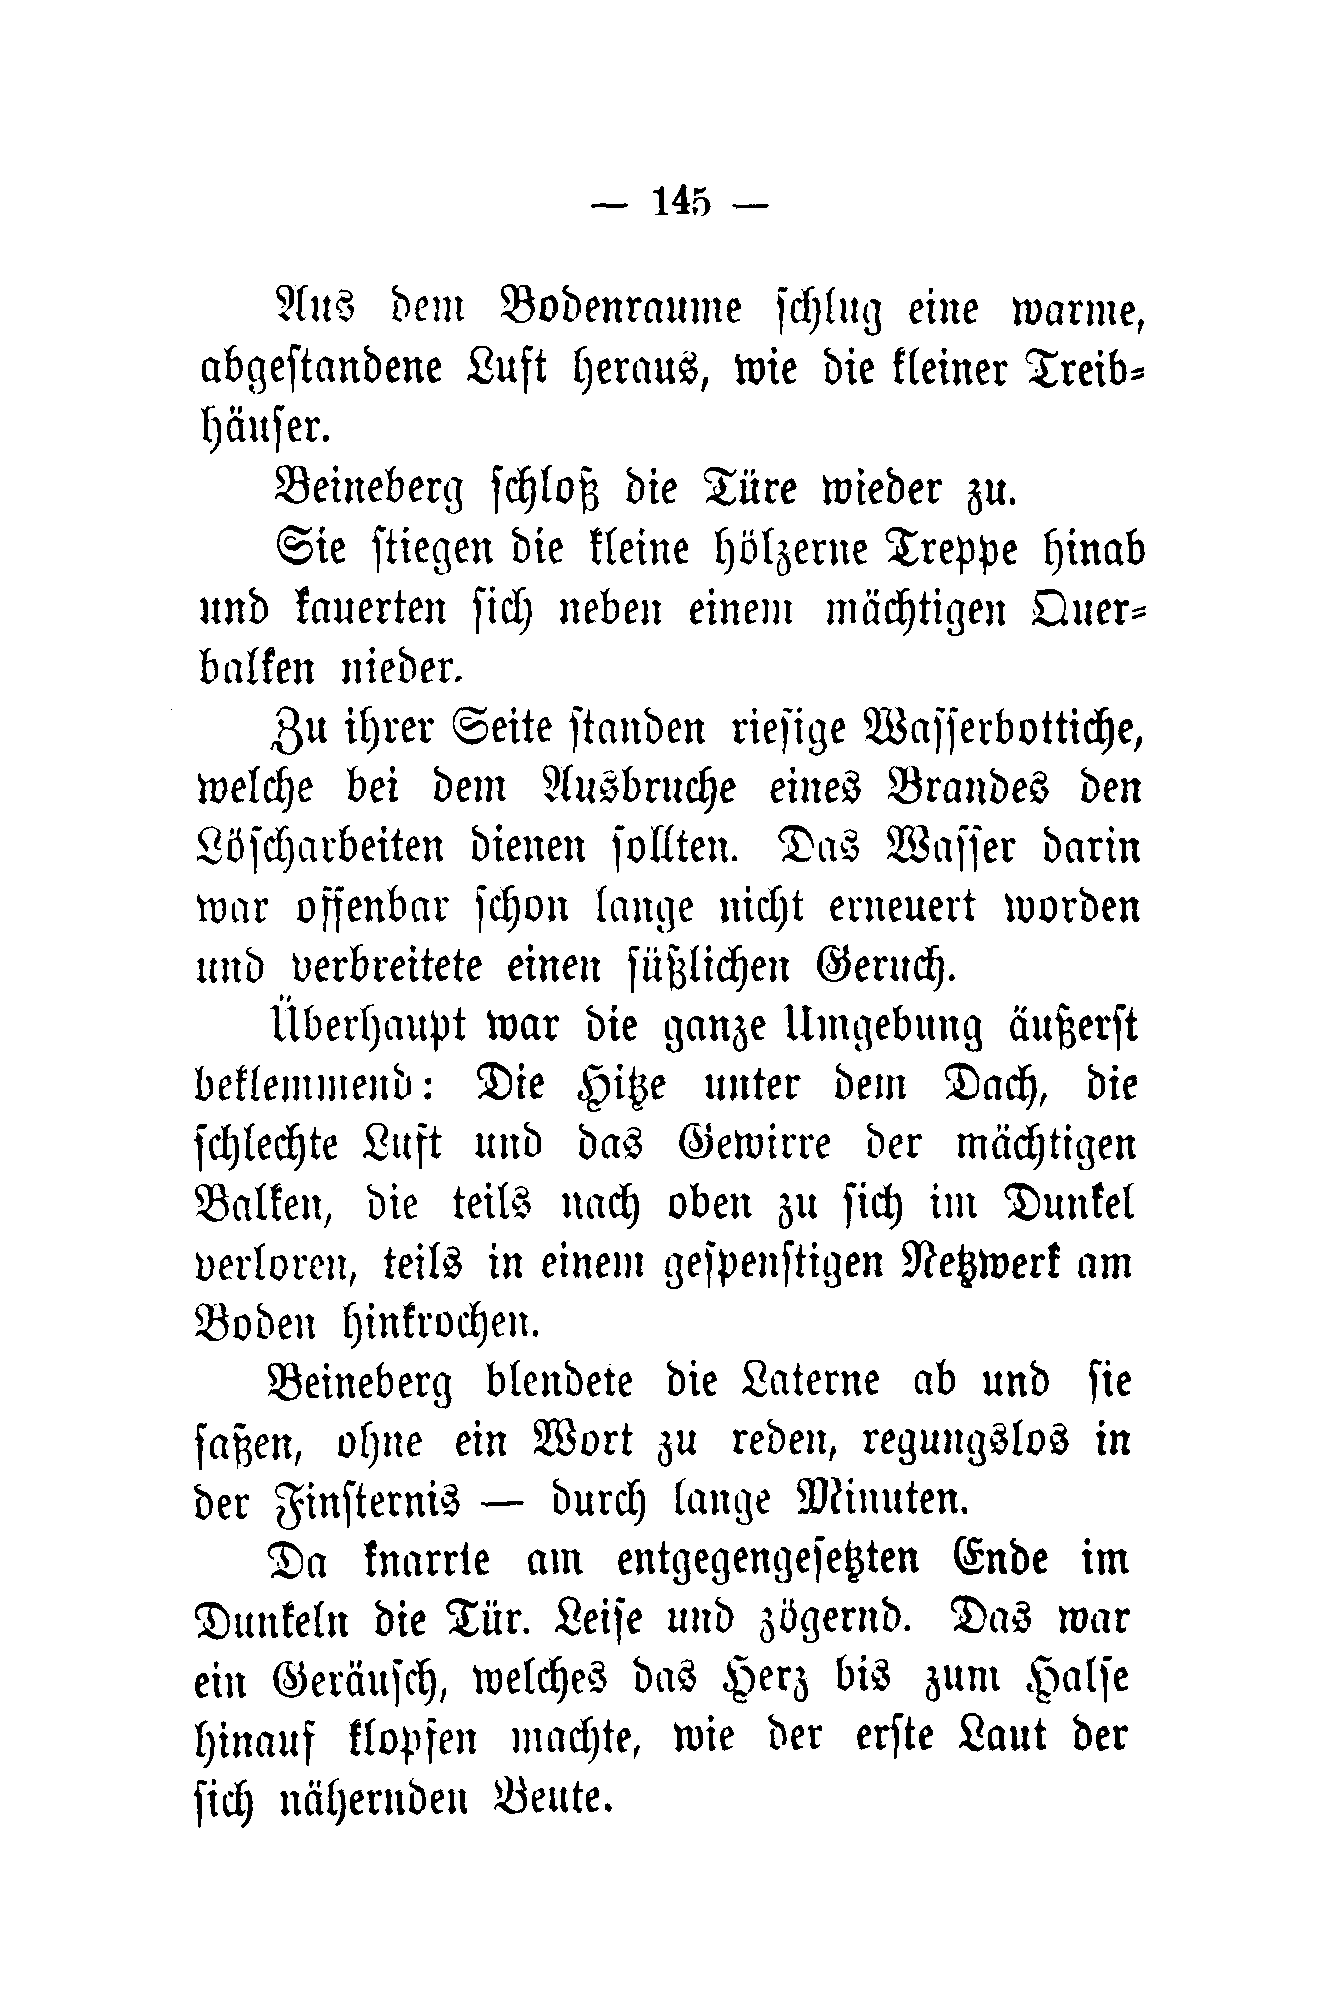 — 145 —
Aus dem Bodenraume schlug eine warme,
abgestandene Luft heraus, wie die kleiner Treib-
häuser.
Beineberg schloß die Türe wieder zu.
Sie stiegen die kleine hölzerne Treppe hinab
und kauerten sich neben einem mächtigen Quer-
balken nieder.
Zu ihrer Seite standen riesige Wasserbottiche,
welche bei dem Ausbruche eines Brandes den
Löscharbeiten dienen sollten. Das Wasser darin
war offenbar schon lange nicht erneuert worden
und verbreitete einen süßlichen Geruch.
Überhaupt war die ganze Umgebung äußerst
beklemmend: Die Hitze unter dem Dach, die
schlechte Luft und das Gewirre der mächtigen
Balken, die teils nach oben zu sich im Dunkel
verloren, teils in einem gespenstigen Netzwerk am
Boden hinkrochen.
Beineberg blendete die Laterne ab und sie
saßen, ohne ein Wort zu reden, regungslos in
der Finsternis — durch lange Minuten.
Da knarrte am entgegengesetzten Ende im
Dunkeln die Tür. Leise und zögernd. Das war
ein Geräusch, welches das Herz bis zum Halse
hinauf klopfen machte, wie der erste Laut der
sich nähernden Beute.